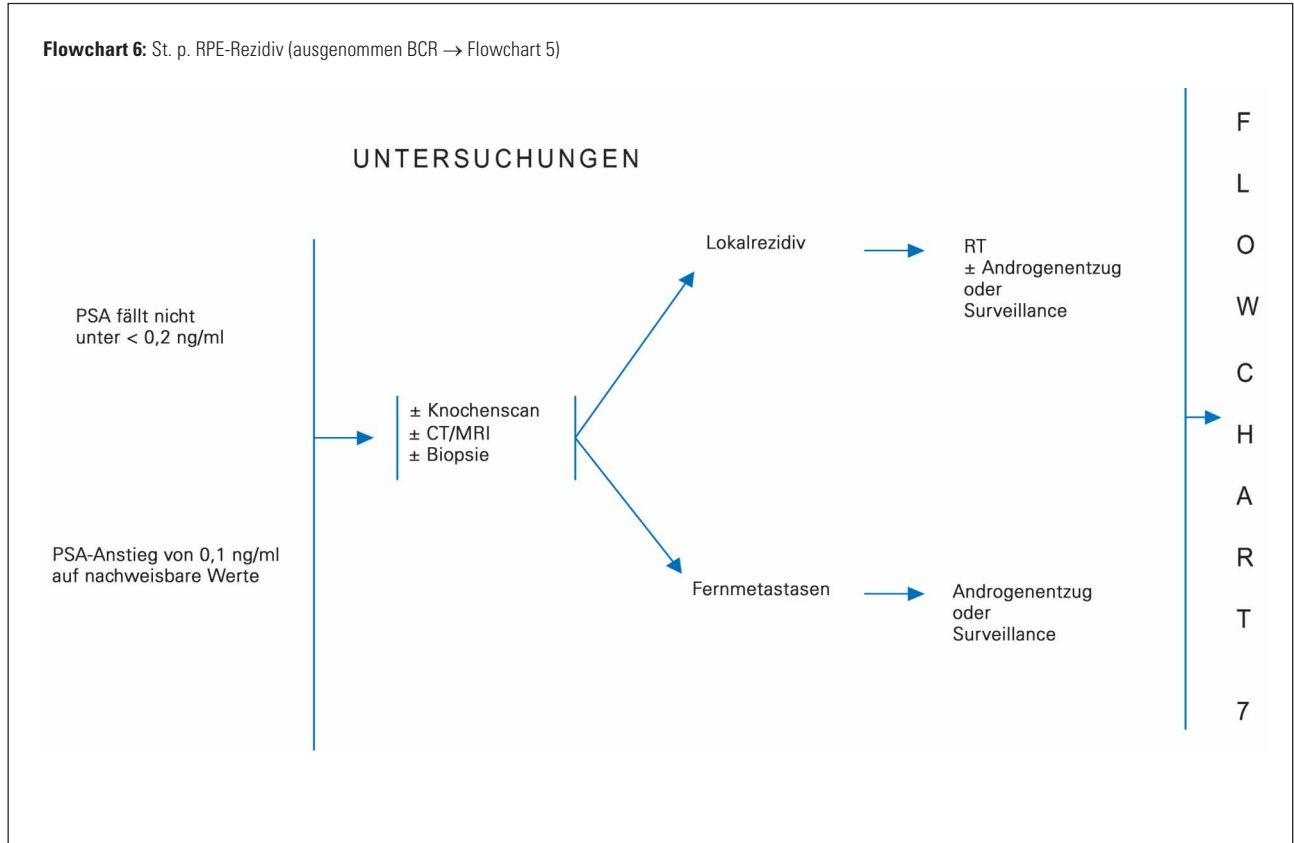 Flowchart 6: St. p. RPE-Rezidiv (ausgenommen BCR → Flowchart 5)
UNTERSUCHUNGEN
PSA fällt nicht
unter < 0,2 ng/ml
PSA-Anstieg von 0,1 ng/ml
auf nachweisbare Werte
± Knochenscan
± CT/MRI
± Biopsie
Lokalrezidiv
RT
± Androgenentzug
oder
Surveillance
Fernmetastasen
Androgenentzug
oder
Surveillance
F
L
O
W
C
H
A
R
T
7